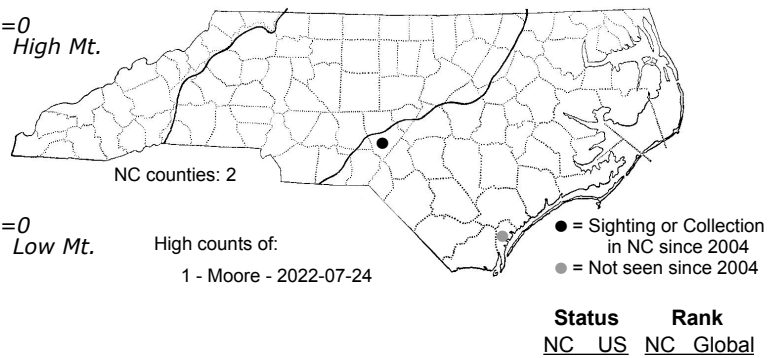 =0
High Mt.
NC counties: 2
=0
Low Mt.
High counts of:
1 - Moore - 2022-07-24
= Sighting or Collection
in NC since 2004
= Not seen since 2004
Status Rank
NC US NC Global